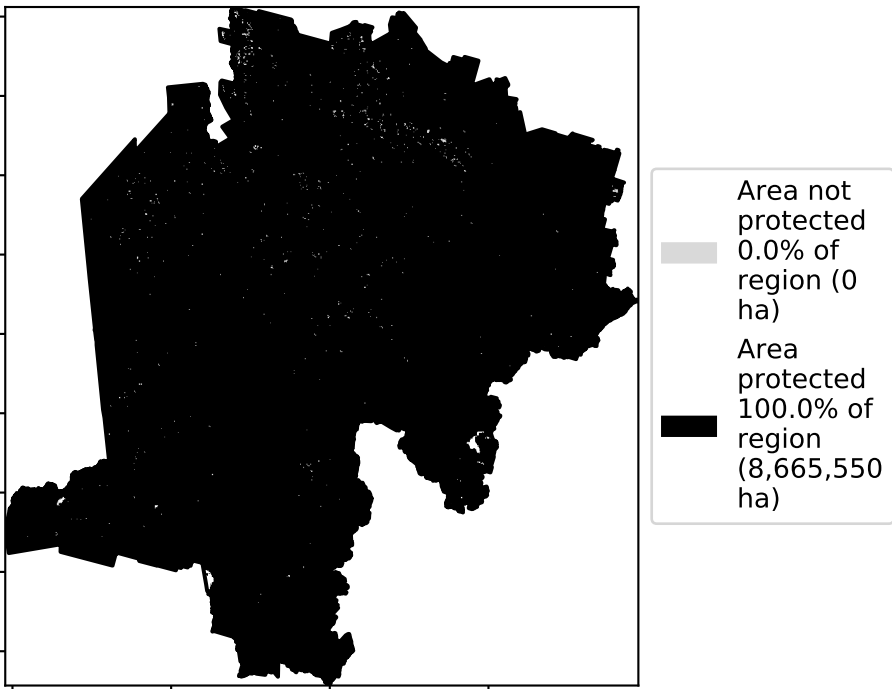 Area not
protected
0.0% of
region (0
ha)
Area
protected
100.0% of
region
(8,665,550
ha)